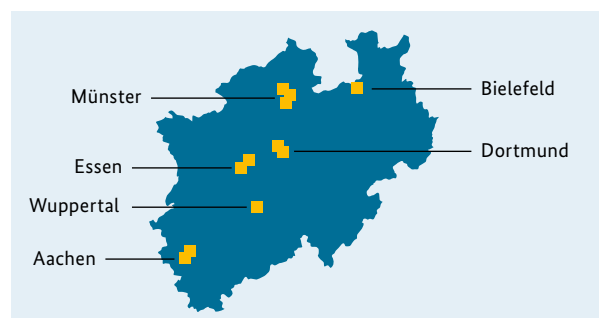 Münster
Bielefeld
Essen
Dortmund
Wuppertal
Aachen